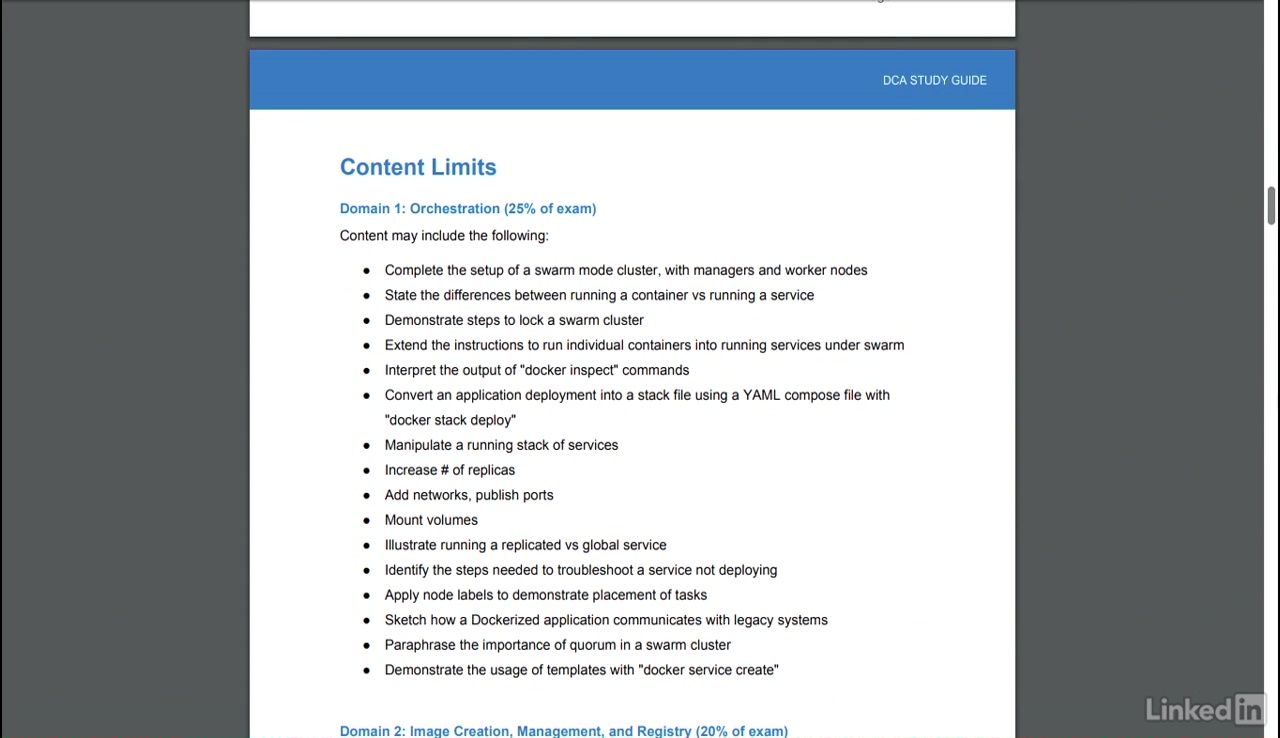 DCA STUDY GUIDE
Content Limits
Domain 1: Orchestration (25% of exam)
Content may include the following:
● Complete the setup of a swarm mode cluster, with managers and worker nodes
● State the differences between running a container vs running a service
● Demonstrate steps to lock a swarm cluster
● Extend the instructions to run individual containers into running services under swarm
● Interpret the output of "docker inspect" commands
● Convert an application deployment into a stack file using a YAML compose file with
"docker stack deploy"
● Manipulate a running stack of services
● Increase # of replicas
● Add networks, publish ports
● Mount volumes
● Illustrate running a replicated vs global service
● Identify the steps needed to troubleshoot a service not deploying
● Apply node labels to demonstrate placement of tasks
● Sketch how a Dockerized application communicates with legacy systems
● Paraphrase the importance of quorum in a swarm cluster
● Demonstrate the usage of templates with "docker service create"
Domain 2: Image Creation, Management, and Registry (20% of exam)
LinkedIn